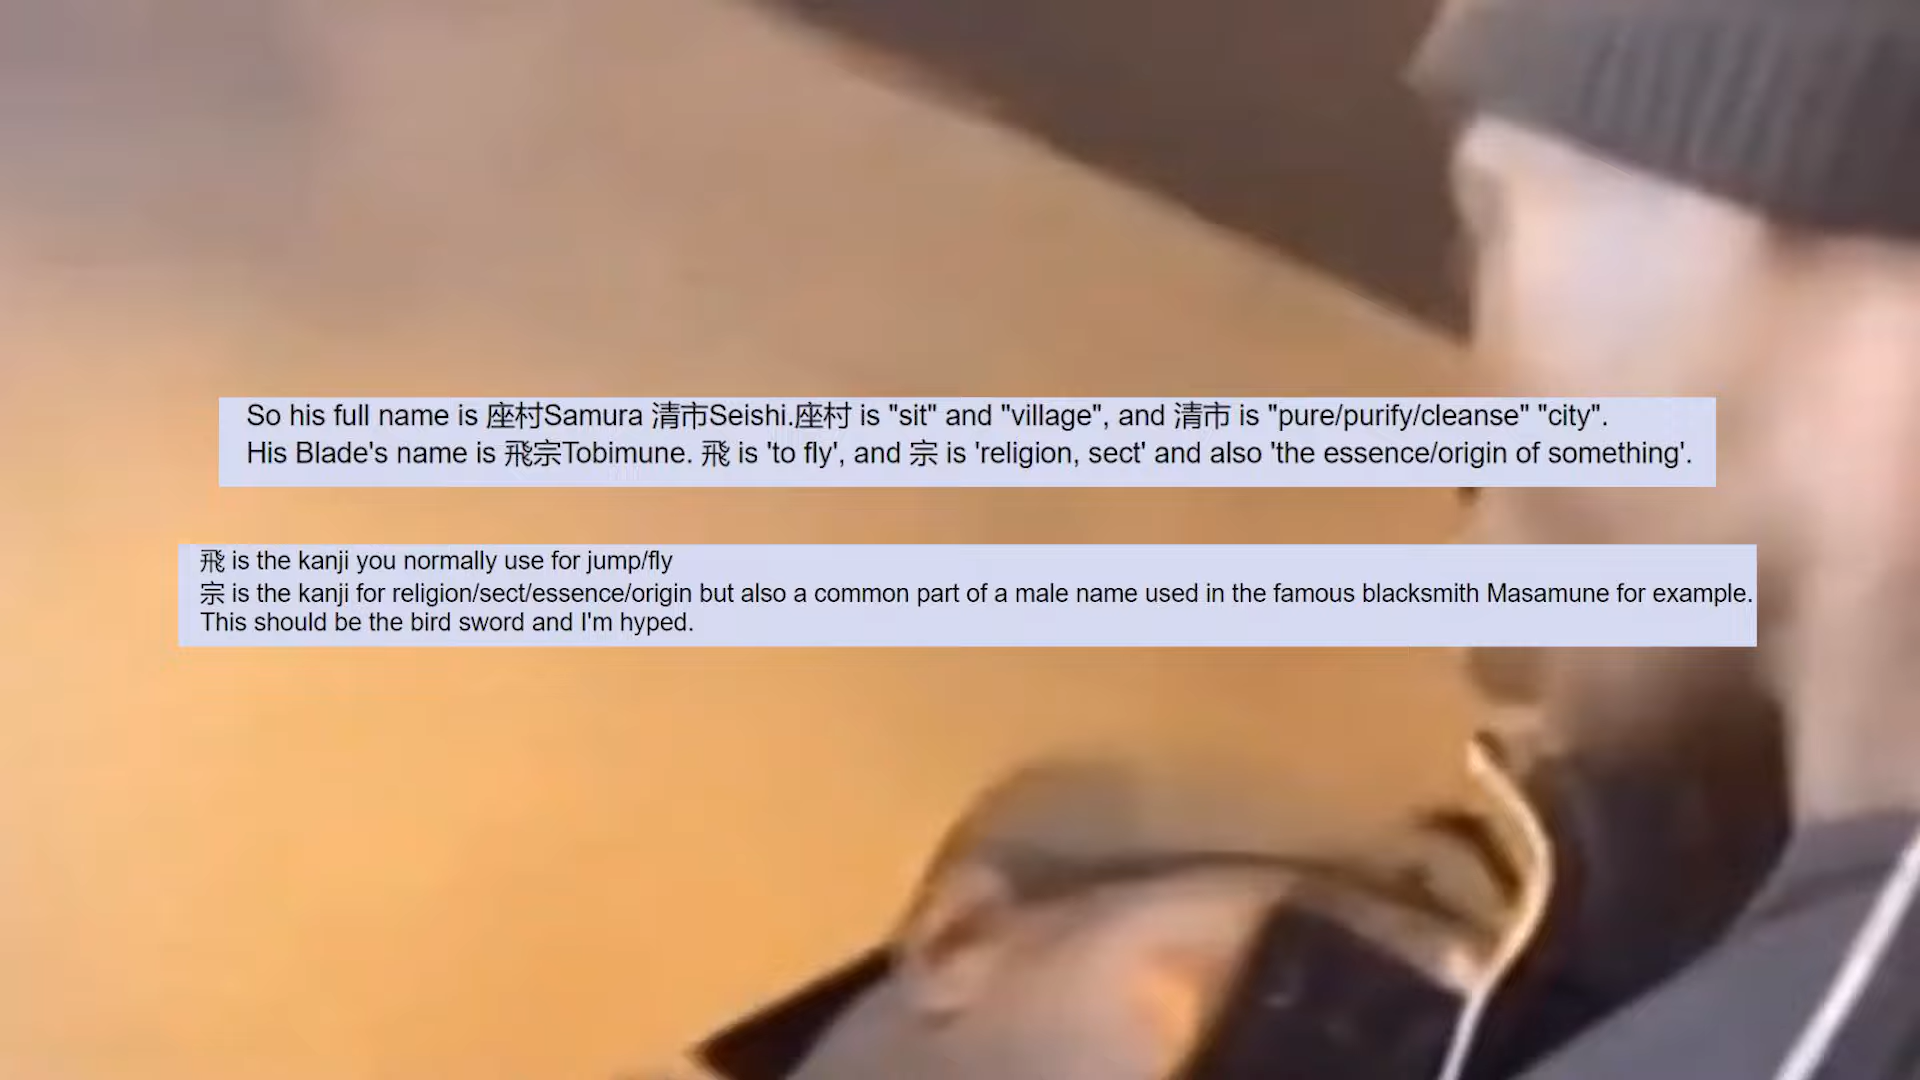 So his full name is 座村Samura 清市Seishi.座村 is "sit" and "village", and 清市 is "pure/purify/cleanse" "city".
His Blade's name is 飛宗Tobimune. 飛 is 'to fly', and 宗 is 'religion, sect' and also 'the essence/origin of something'.
飛 is the kanji you normally use for jump/fly
宗 is the kanji for religion/sect/essence/origin but also a common part of a male name used in the famous blacksmith Masamune for example.
This should be the bird sword and I'm hyped.